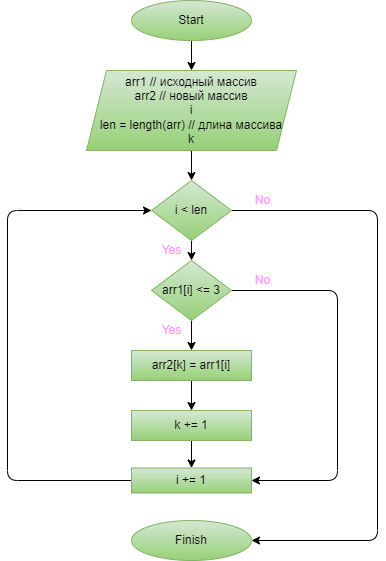 Start
arr1 // исходный массив
arr2 // новый массив
i
len = length(arr) // длина массива
k
i < len
No
Yes
arr1[i] <= 3
No
Yes
arr2[k] = arr1[i]
k += 1
i += 1
Finish